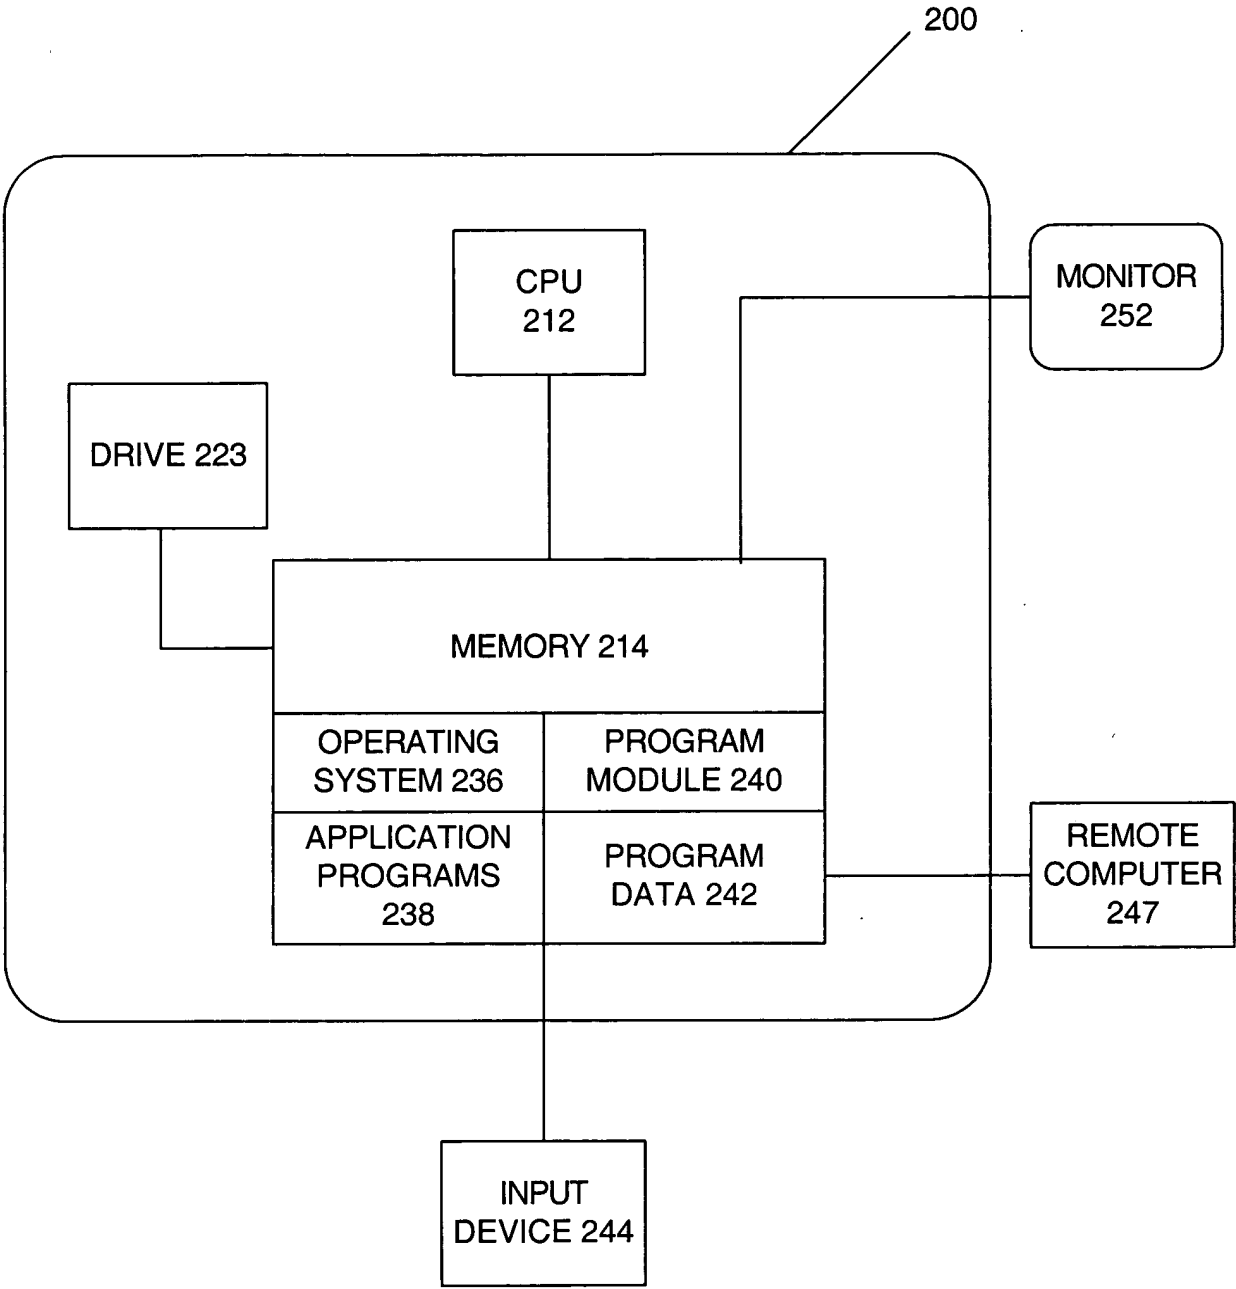 200
CPU
212
MONITOR
252
DRIVE 223
MEMORY 214
OPERATING
SYSTEM 236
PROGRAM
MODULE 240
APPLICATION
PROGRAMS
238
PROGRAM
DATA 242
REMOTE
COMPUTER
247
INPUT
DEVICE 244